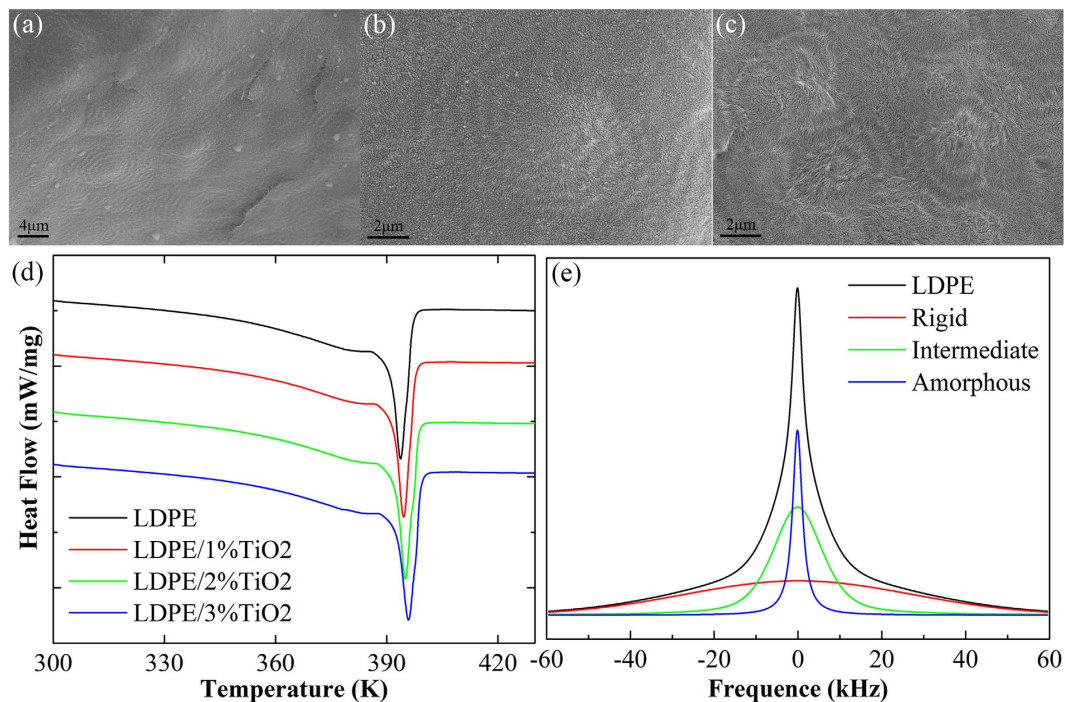 (a)
(b)
(c)
4μm
2μm
2μm
(d)
(e)
Heat Flow (mW/mg)
LDPE
LDPE/1%TiO2
LDPE/2%TiO2
LDPE/3%TiO2
300 330 360 390 420
Temperature (K)
LDPE
Rigid
Intermediate
Amorphous
-60 -40 -20 0 20 40 60
Frequence (kHz)